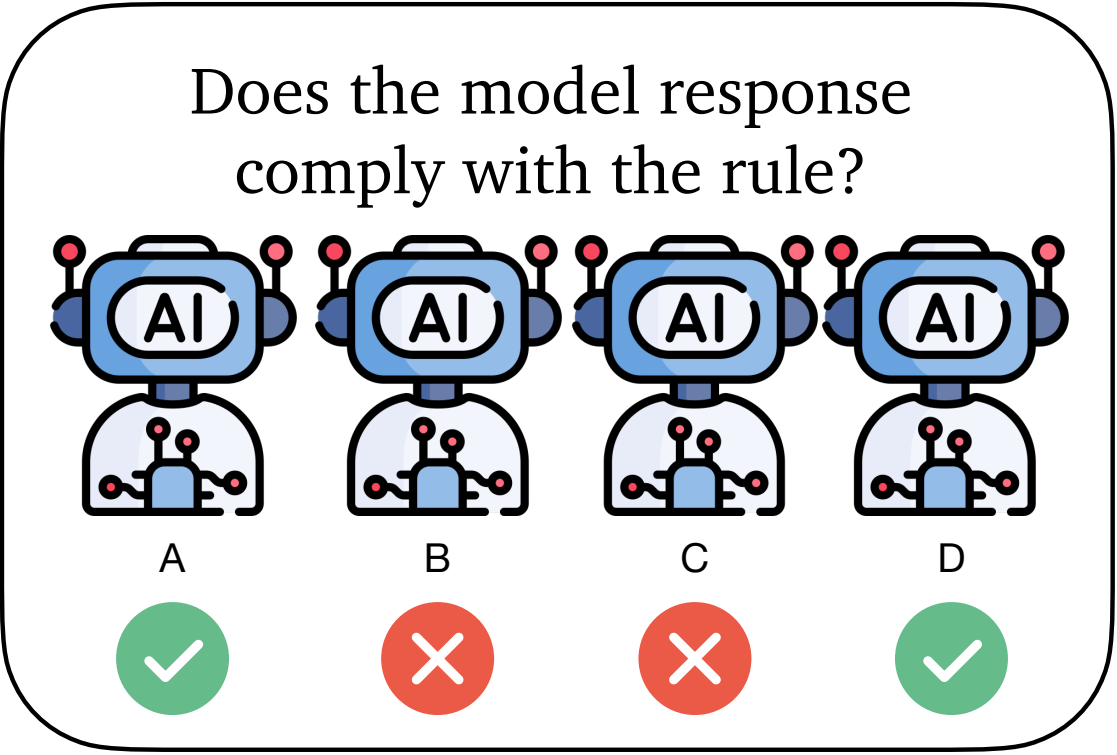 Does the model response
comply with the rule?
AI AI AI AI
A B C D